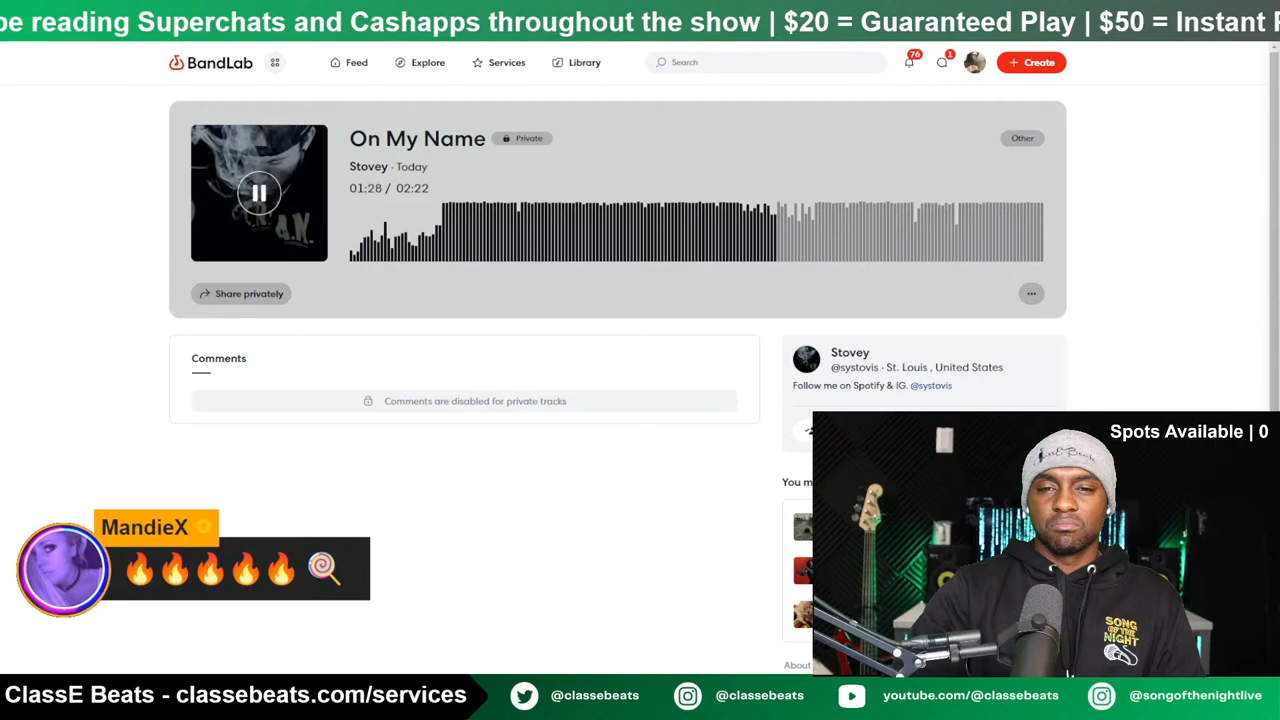 be reading Superchats and Cashapps throughout the show | $20 = Guaranteed Play | $50 = Instant
BandLab
Feed
Explore
Services
Library
Search
76
1
+ Create
On My Name
Private
Other
Stovey · Today
01:28 / 02:22
Share privately
Comments
Comments are disabled for private tracks
Stovey
@systovis · St. Louis , United States
Follow me on Spotify & IG. @systovis
Spots Available | 0
You m
MandieX
SONG
OF THE
NIGHT
About
ClassE Beats - classebeats.com/services
@classebeats
@classebeats
youtube.com/@classebeats
@songofthenightlive